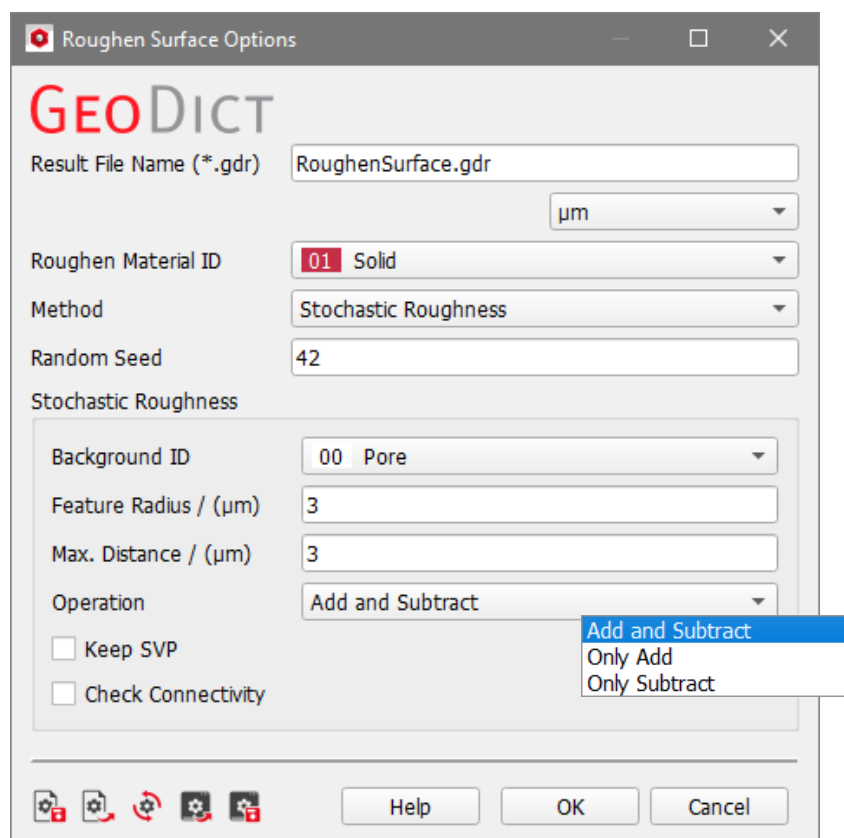 Roughen Surface Options
GEODICT
Result File Name (*.gdr) RoughenSurface.gdr
µm
Roughen Material ID 01 Solid
Method Stochastic Roughness
Random Seed 42
Stochastic Roughness
Background ID 00 Pore
Feature Radius / (µm) 3
Max. Distance / (µm) 3
Operation Add and Subtract
Add and Subtract
Keep SVP
Only Add
Only Subtract
Check Connectivity
Help OK Cancel